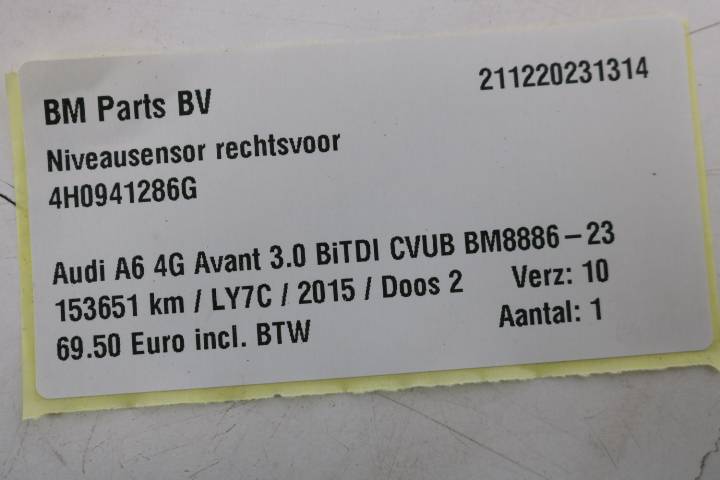 BM Parts BV
211220231314
Niveausensor rechtsvoor
4H0941286G
Audi A6 4G Avant 3.0 BiTDI CVUB BM8886-23
153651 km / LY7C / 2015 / Doos 2
Verz: 10
69.50 Euro incl. BTW
Aantal: 1